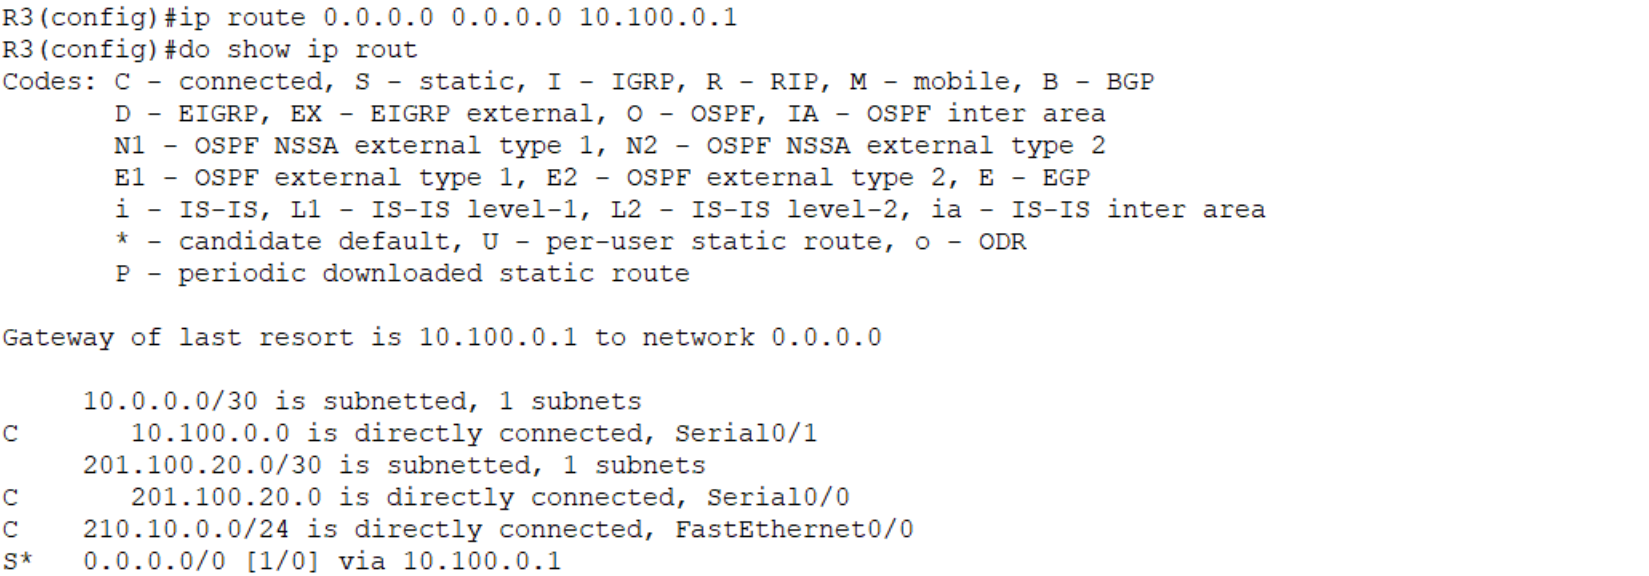 R3(config)#ip route 0.0.0.0 0.0.0.0 10.100.0.1
R3(config)#do show ip rout
Codes: C - connected, S - static, I - IGRP, R - RIP, M - mobile, B - BGP
       D - EIGRP, EX - EIGRP external, O - OSPF, IA - OSPF inter area
       N1 - OSPF NSSA external type 1, N2 - OSPF NSSA external type 2
       E1 - OSPF external type 1, E2 - OSPF external type 2, E - EGP
       i - IS-IS, L1 - IS-IS level-1, L2 - IS-IS level-2, ia - IS-IS inter area
       * - candidate default, U - per-user static route, o - ODR
       P - periodic downloaded static route

Gateway of last resort is 10.100.0.1 to network 0.0.0.0

     10.0.0.0/30 is subnetted, 1 subnets
C       10.100.0.0 is directly connected, Serial0/1
     201.100.20.0/30 is subnetted, 1 subnets
C       201.100.20.0 is directly connected, Serial0/0
C    210.10.0.0/24 is directly connected, FastEthernet0/0
S*   0.0.0.0/0 [1/0] via 10.100.0.1